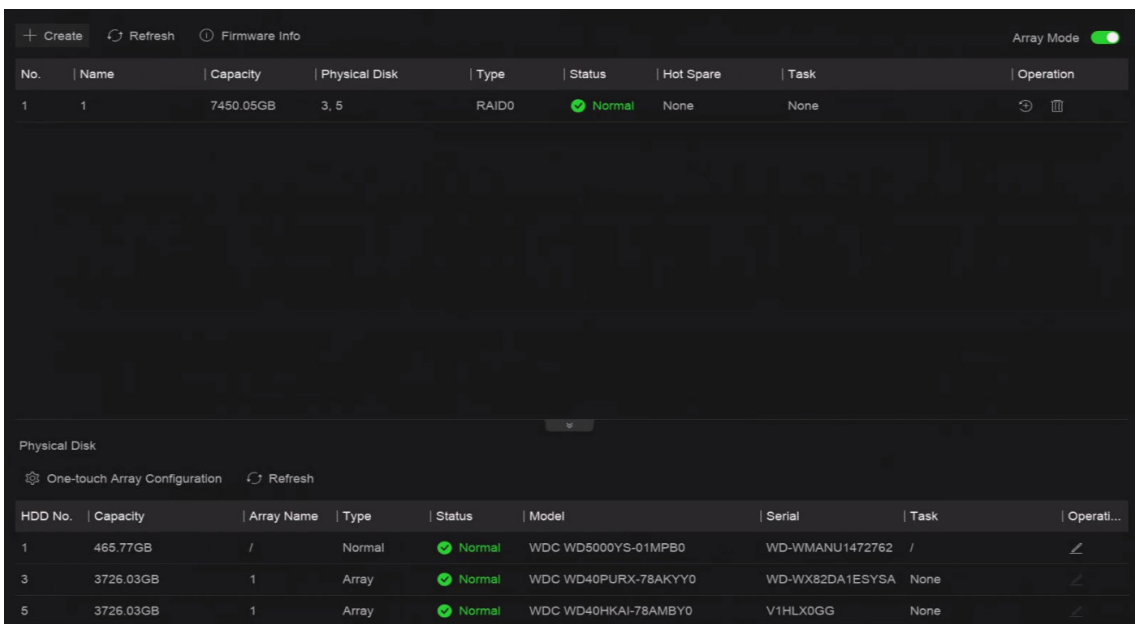 Create Refresh Firmware Info Array Mode
No. Name Capacity Physical Disk Type Status Hot Spare Task Operation
1 1 7450.05GB 3, 5 RAID0 Normal None None
Physical Disk
One-touch Array Configuration Refresh
HDD No. Capacity Array Name Type Status Model Serial Task Operati...
1 465.77GB / Normal Normal WDC WD5000YS-01MPB0 WD-WMANU1472762 /
3 3726.03GB 1 Array Normal WDC WD40PURX-78AKYY0 WD-WX82DA1ESYSA None
5 3726.03GB 1 Array Normal WDC WD40HKAI-78AMBY0 V1HLX0GG None